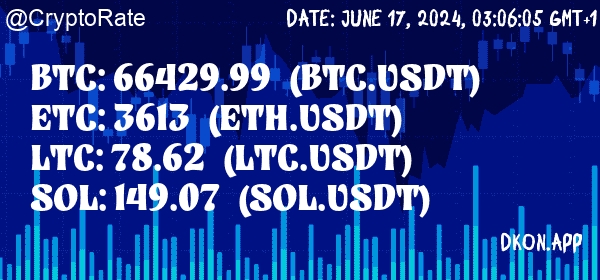 @CryptoRate
DATE: JUNE 17, 2024, 03:06:05 GMT+1
BTC: 66429.99 (BTC.USDT)
ETC: 3613 (ETH.USDT)
LTC: 78.62 (LTC.USDT)
SOL: 149.07 (SOL.USDT)
DKON.APP